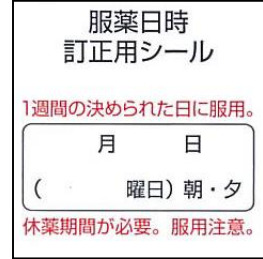 服薬日時
訂正用シール
1週間の決められた日に服用。
月 日
( 曜日) 朝・夕
休薬期間が必要。服用注意。